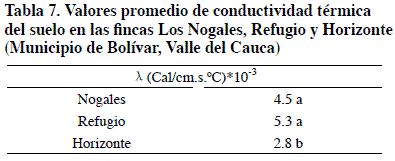 Tabla 7. Valores promedio de conductividad térmica
del suelo en las fincas Los Nogales, Refugio y Horizonte
(Municipio de Bolívar, Valle del Cauca)
λ (Cal/cm.s.ºC)*10-3
Nogales 4.5 a
Refugio 5.3 a
Horizonte 2.8 b